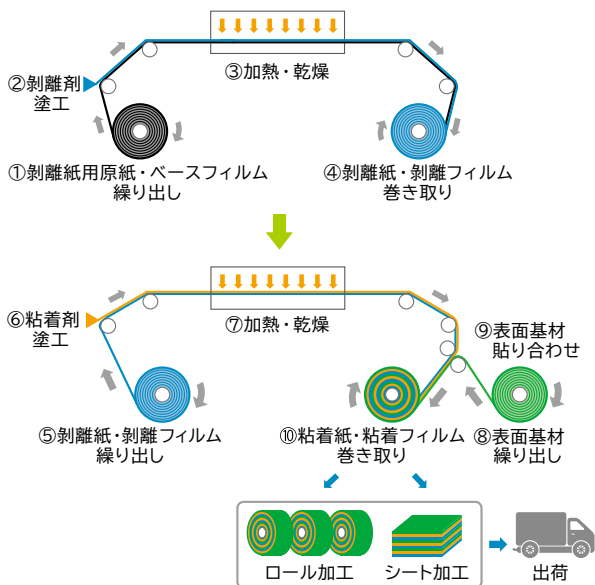 ②剥離剤
塗工
③加熱・乾燥
①剥離紙用原紙・ベースフィルム
繰り出し
④剥離紙・剥離フィルム
巻き取り
⑥粘着剤
塗工
⑦加熱・乾燥
⑨表面基材
貼り合わせ
⑤剥離紙・剥離フィルム
繰り出し
⑩粘着紙・粘着フィルム
巻き取り
⑧表面基材
繰り出し
ロール加工
シート加工
出荷